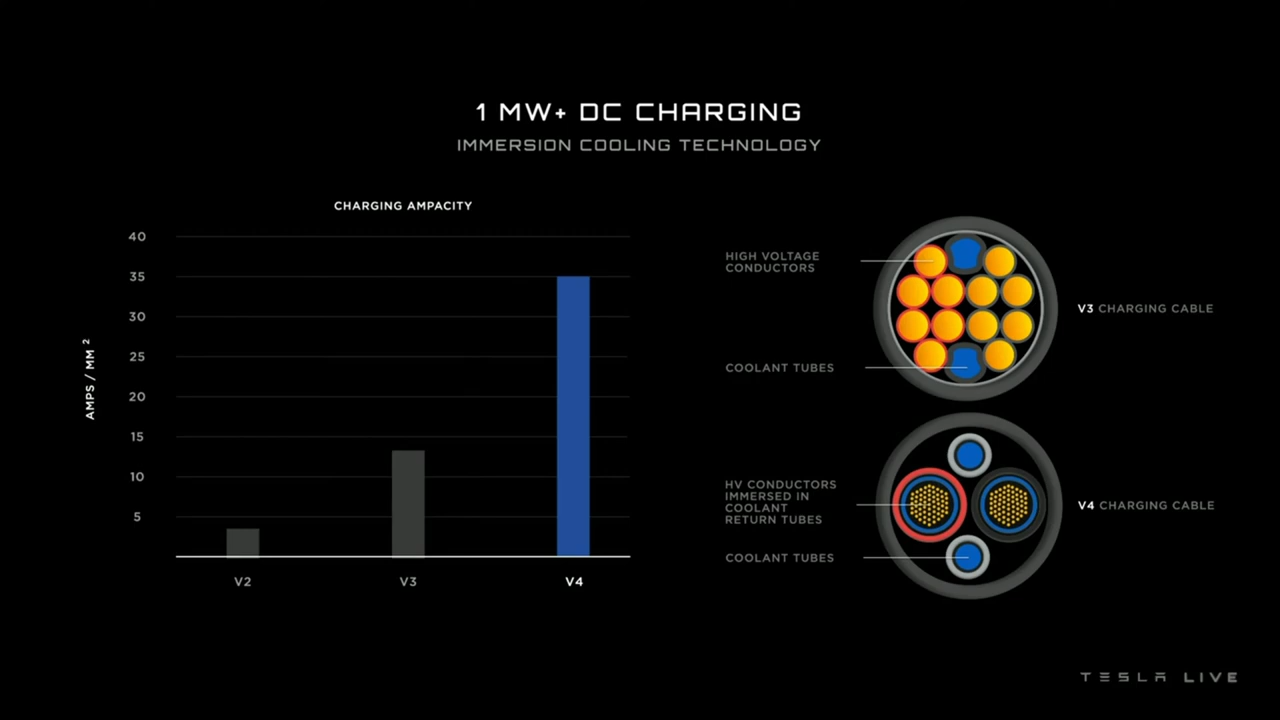 1 MW+ DC CHARGING
IMMERSION COOLING TECHNOLOGY
CHARGING AMPACITY
40
35
30
25
20
15
10
5
AMPS / MM 2
V2
V3
V4
HIGH VOLTAGE
CONDUCTORS
COOLANT TUBES
V3 CHARGING CABLE
HV CONDUCTORS
IMMERSED IN
COOLANT
RETURN TUBES
COOLANT TUBES
V4 CHARGING CABLE
TESLA LIVE